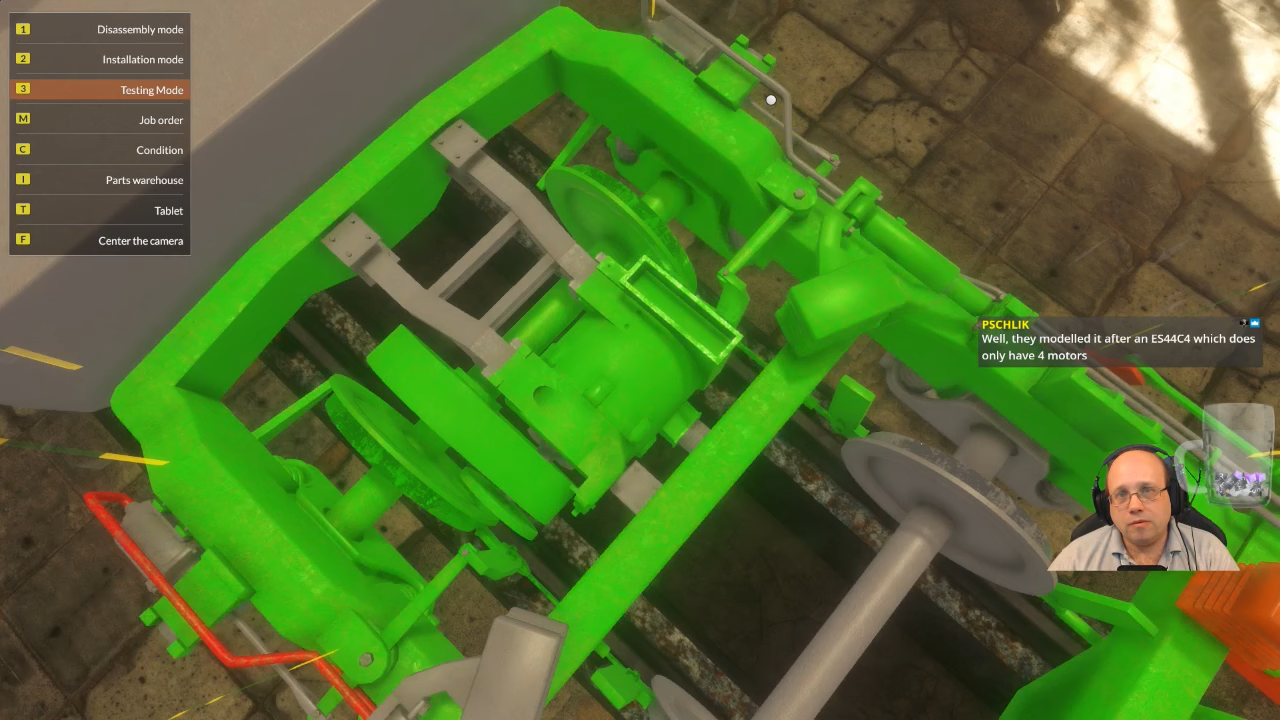 1 Disassembly mode
2 Installation mode
3 Testing Mode
M Job order
C Condition
I Parts warehouse
T Tablet
F Center the camera
PSCHLIK
Well, they modelled it after an ES44C4 which does
only have 4 motors